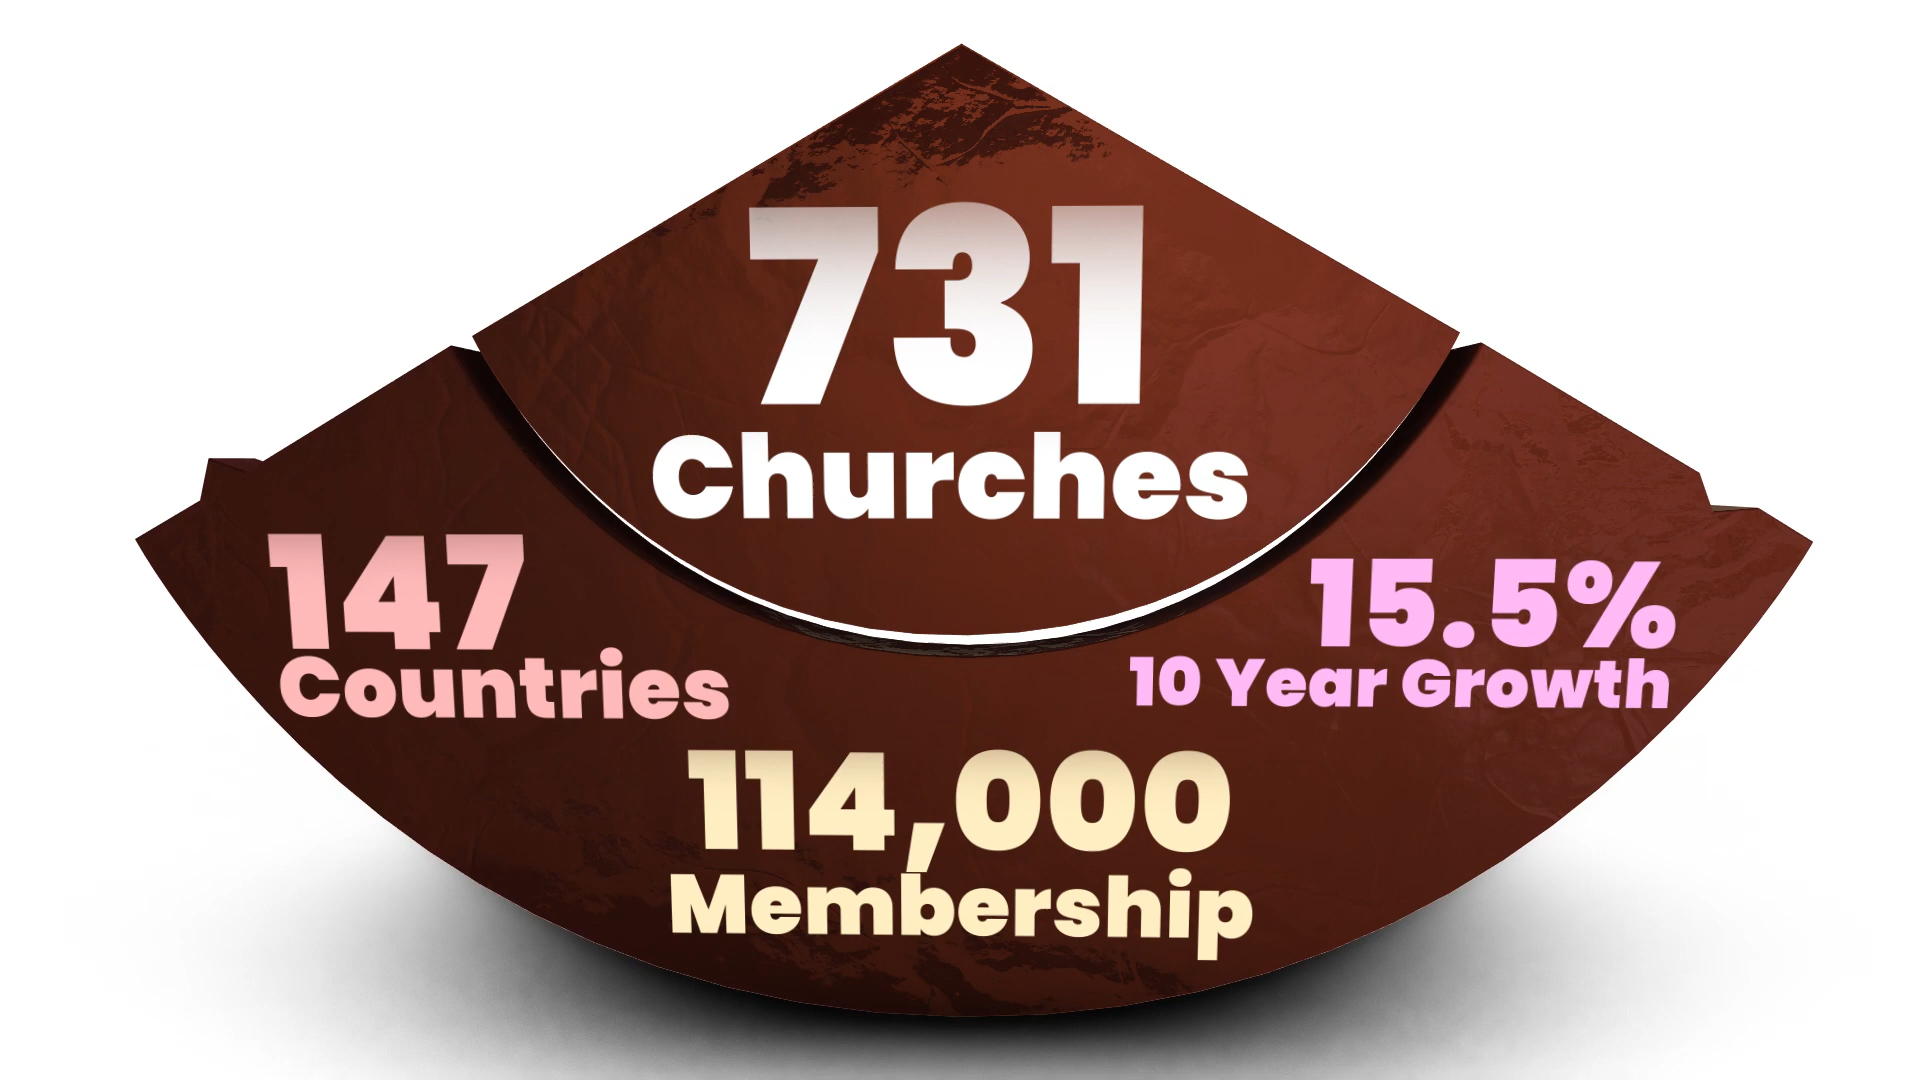 731
Churches
147
Countries
15.5%
10 Year Growth
114,000
Membership